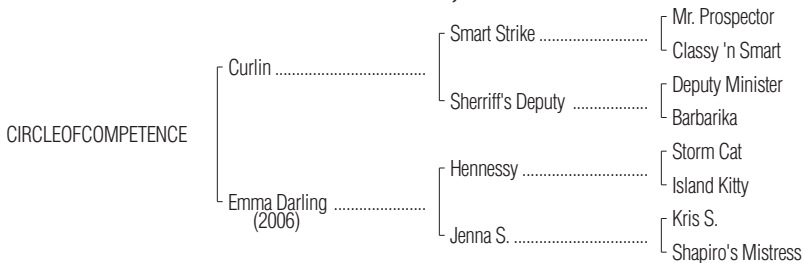 Mr. Prospector
Smart Strike ............................
Classy 'n Smart
Curlin ......................................
Deputy Minister
Sherriff's Deputy ...................
Barbarika
CIRCLEOFCOMPETENCE
Storm Cat
Hennessy ................................
Island Kitty
Emma Darling .......................
(2006)
Kris S.
Jenna S. ..................................
Shapiro's Mistress